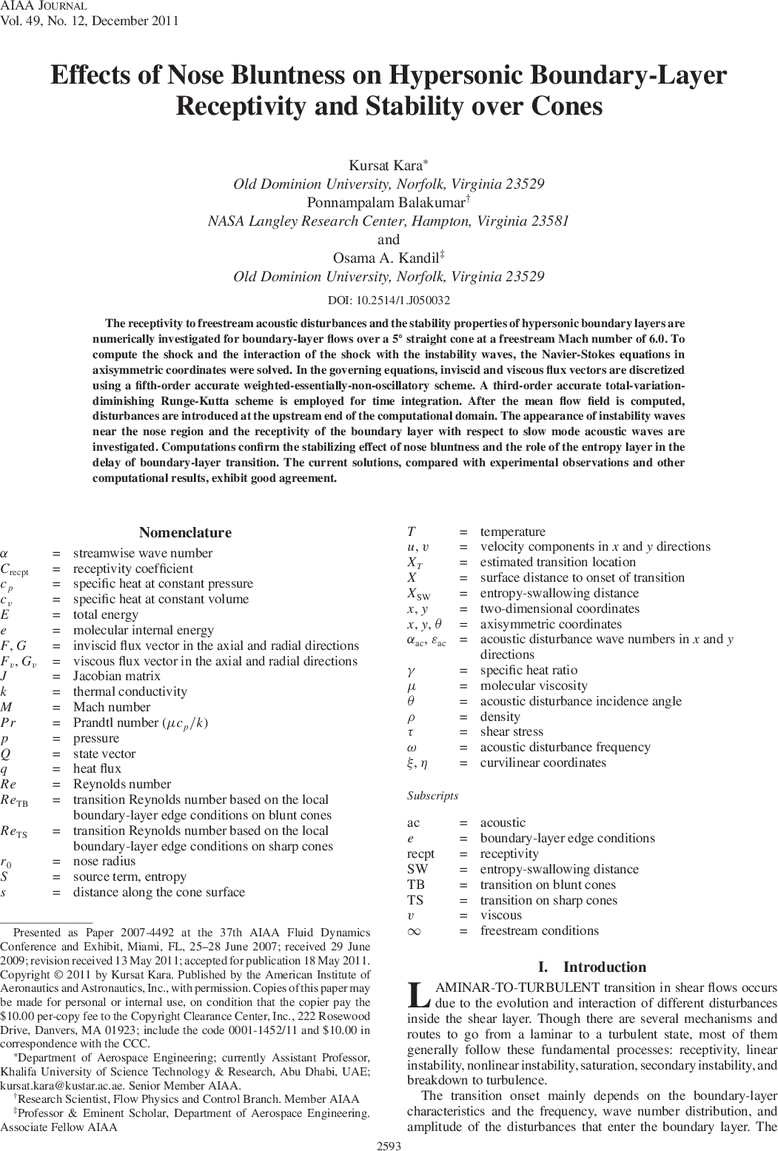 AIAA JOURNAL
Vol. 49, No. 12, December 2011
Effects of Nose Bluntness on Hypersonic Boundary-Layer
Receptivity and Stability over Cones
Kursat Kara*
Old Dominion University, Norfolk, Virginia 23529
Ponnampalam Balakumar†
NASA Langley Research Center, Hampton, Virginia 23581
and
Osama A. Kandil‡
Old Dominion University, Norfolk, Virginia 23529
DOI: 10.2514/1.J050032
The receptivity to freestream acoustic disturbances and the stability properties of hypersonic boundary layers are
numerically investigated for boundary-layer flows over a 5° straight cone at a freestream Mach number of 6.0. To
compute the shock and the interaction of the shock with the instability waves, the Navier-Stokes equations in
axisymmetric coordinates were solved. In the governing equations, inviscid and viscous flux vectors are discretized
using a fifth-order accurate weighted-essentially-non-oscillatory scheme. A third-order accurate total-variation-
diminishing Runge-Kutta scheme is employed for time integration. After the mean flow field is computed,
disturbances are introduced at the upstream end of the computational domain. The appearance of instability waves
near the nose region and the receptivity of the boundary layer with respect to slow mode acoustic waves are
investigated. Computations confirm the stabilizing effect of nose bluntness and the role of the entropy layer in the
delay of boundary-layer transition. The current solutions, compared with experimental observations and other
computational results, exhibit good agreement.
Nomenclature
α = streamwise wave number
C_recpt = receptivity coefficient
c_p = specific heat at constant pressure
c_v = specific heat at constant volume
E = total energy
e = molecular internal energy
F, G = inviscid flux vector in the axial and radial directions
F_v, G_v = viscous flux vector in the axial and radial directions
J = Jacobian matrix
k = thermal conductivity
M = Mach number
Pr = Prandtl number (μc_p/k)
p = pressure
Q = state vector
q = heat flux
Re = Reynolds number
Re_TB = transition Reynolds number based on the local
boundary-layer edge conditions on blunt cones
Re_TS = transition Reynolds number based on the local
boundary-layer edge conditions on sharp cones
r_0 = nose radius
S = source term, entropy
s = distance along the cone surface
Presented as Paper 2007-4492 at the 37th AIAA Fluid Dynamics
Conference and Exhibit, Miami, FL, 25–28 June 2007; received 29 June
2009; revision received 13 May 2011; accepted for publication 18 May 2011.
Copyright © 2011 by Kursat Kara. Published by the American Institute of
Aeronautics and Astronautics, Inc., with permission. Copies of this paper may
be made for personal or internal use, on condition that the copier pay the
$10.00 per-copy fee to the Copyright Clearance Center, Inc., 222 Rosewood
Drive, Danvers, MA 01923; include the code 0001-1452/11 and $10.00 in
correspondence with the CCC.
*Department of Aerospace Engineering; currently Assistant Professor,
Khalifa University of Science Technology & Research, Abu Dhabi, UAE;
kursat.kara@kustar.ac.ae. Senior Member AIAA.
†Research Scientist, Flow Physics and Control Branch. Member AIAA
‡Professor & Eminent Scholar, Department of Aerospace Engineering.
Associate Fellow AIAA
T = temperature
u, v = velocity components in x and y directions
X_T = estimated transition location
X = surface distance to onset of transition
X_SW = entropy-swallowing distance
x, y = two-dimensional coordinates
x, y, θ = axisymmetric coordinates
α_ac, ε_ac = acoustic disturbance wave numbers in x and y
directions
γ = specific heat ratio
μ = molecular viscosity
θ = acoustic disturbance incidence angle
ρ = density
τ = shear stress
ω = acoustic disturbance frequency
ξ, η = curvilinear coordinates
Subscripts
ac = acoustic
e = boundary-layer edge conditions
recpt = receptivity
SW = entropy-swallowing distance
TB = transition on blunt cones
TS = transition on sharp cones
v = viscous
∞ = freestream conditions
I. Introduction
LAMINAR-TO-TURBULENT transition in shear flows occurs
due to the evolution and interaction of different disturbances
inside the shear layer. Though there are several mechanisms and
routes to go from a laminar to a turbulent state, most of them
generally follow these fundamental processes: receptivity, linear
instability, nonlinear instability, saturation, secondary instability, and
breakdown to turbulence.
The transition onset mainly depends on the boundary-layer
characteristics and the frequency, wave number distribution, and
amplitude of the disturbances that enter the boundary layer. The
2593